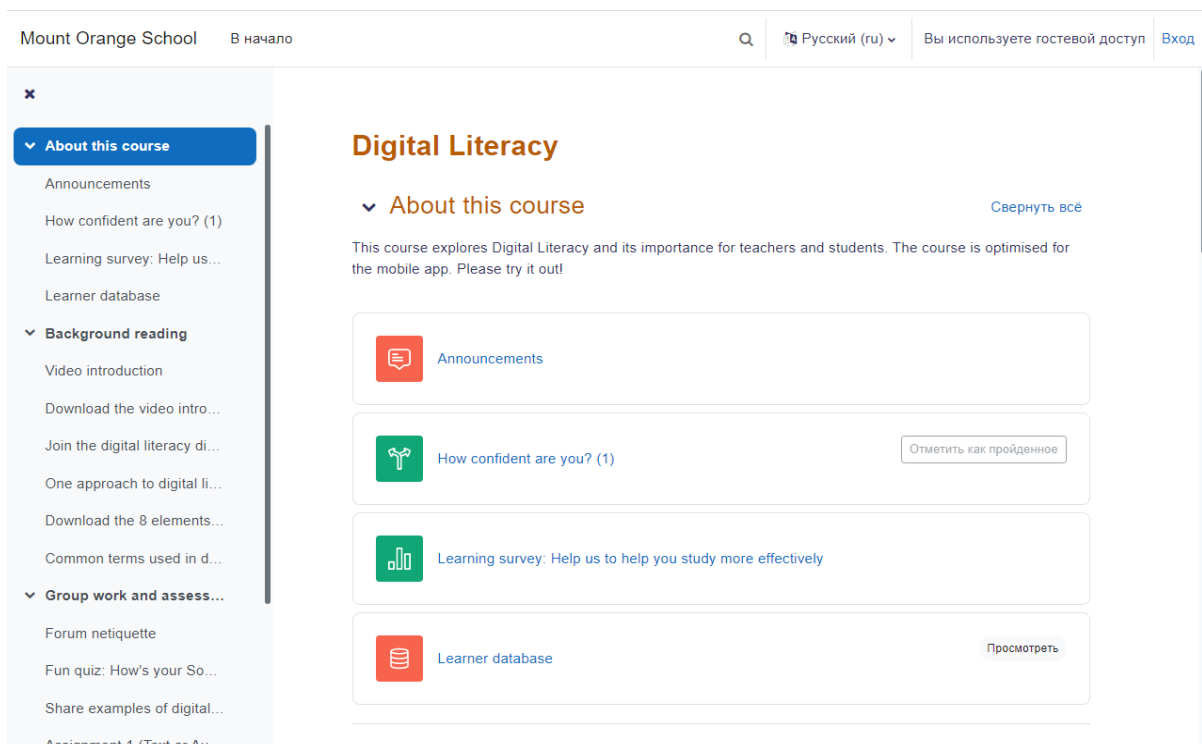 Mount Orange School В начало Русский (ru) Вы используете гостевой доступ Вход
About this course
Announcements
How confident are you? (1)
Learning survey: Help us...
Learner database
Background reading
Video introduction
Download the video intro...
Join the digital literacy di...
One approach to digital li...
Download the 8 elements...
Common terms used in d...
Group work and assess...
Forum netiquette
Fun quiz: How's your So...
Share examples of digital...
Assignment 1 (Text or Au...
Digital Literacy
About this course
Свернуть всё
This course explores Digital Literacy and its importance for teachers and students. The course is optimised for
the mobile app. Please try it out!
Announcements
How confident are you? (1)
Отметить как пройденное
Learning survey: Help us to help you study more effectively
Learner database
Просмотреть